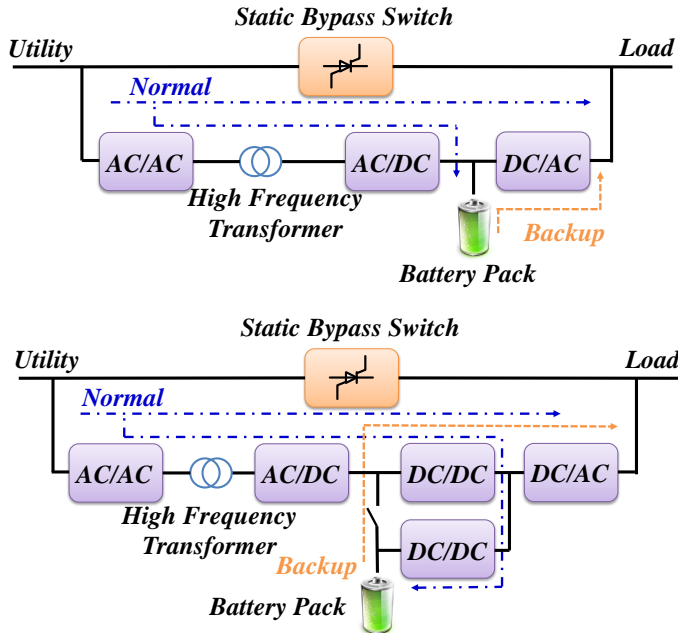 Static Bypass Switch
Utility
Load
Normal
AC/AC
AC/DC
DC/AC
High Frequency
Transformer
Backup
Battery Pack
Static Bypass Switch
Utility
Load
Normal
AC/AC
AC/DC
DC/DC
DC/AC
High Frequency
Transformer
DC/DC
Backup
Battery Pack